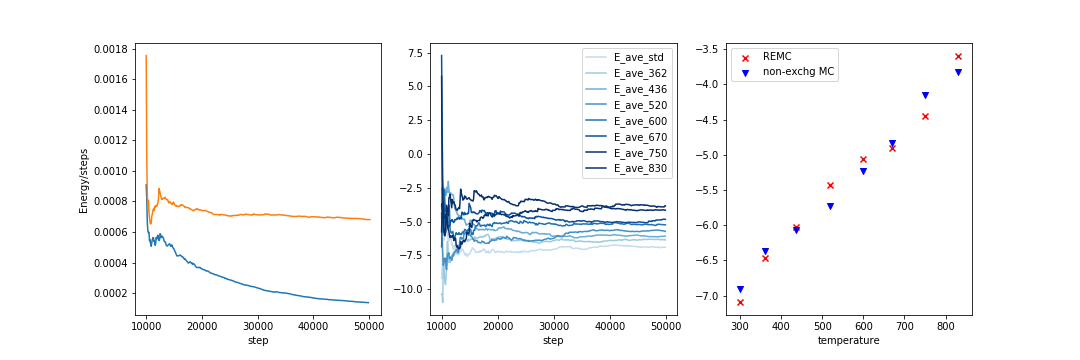 0.0018
0.0016
0.0014
0.0012
0.0010
0.0008
0.0006
0.0004
0.0002
Energy/steps
10000 20000 30000 40000 50000
step
7.5
5.0
2.5
0.0
−2.5
−5.0
−7.5
−10.0
E_ave_std
E_ave_362
E_ave_436
E_ave_520
E_ave_600
E_ave_670
E_ave_750
E_ave_830
10000 20000 30000 40000 50000
step
−3.5
−4.0
−4.5
−5.0
−5.5
−6.0
−6.5
−7.0
REMC
non-exchg MC
300 400 500 600 700 800
temperature